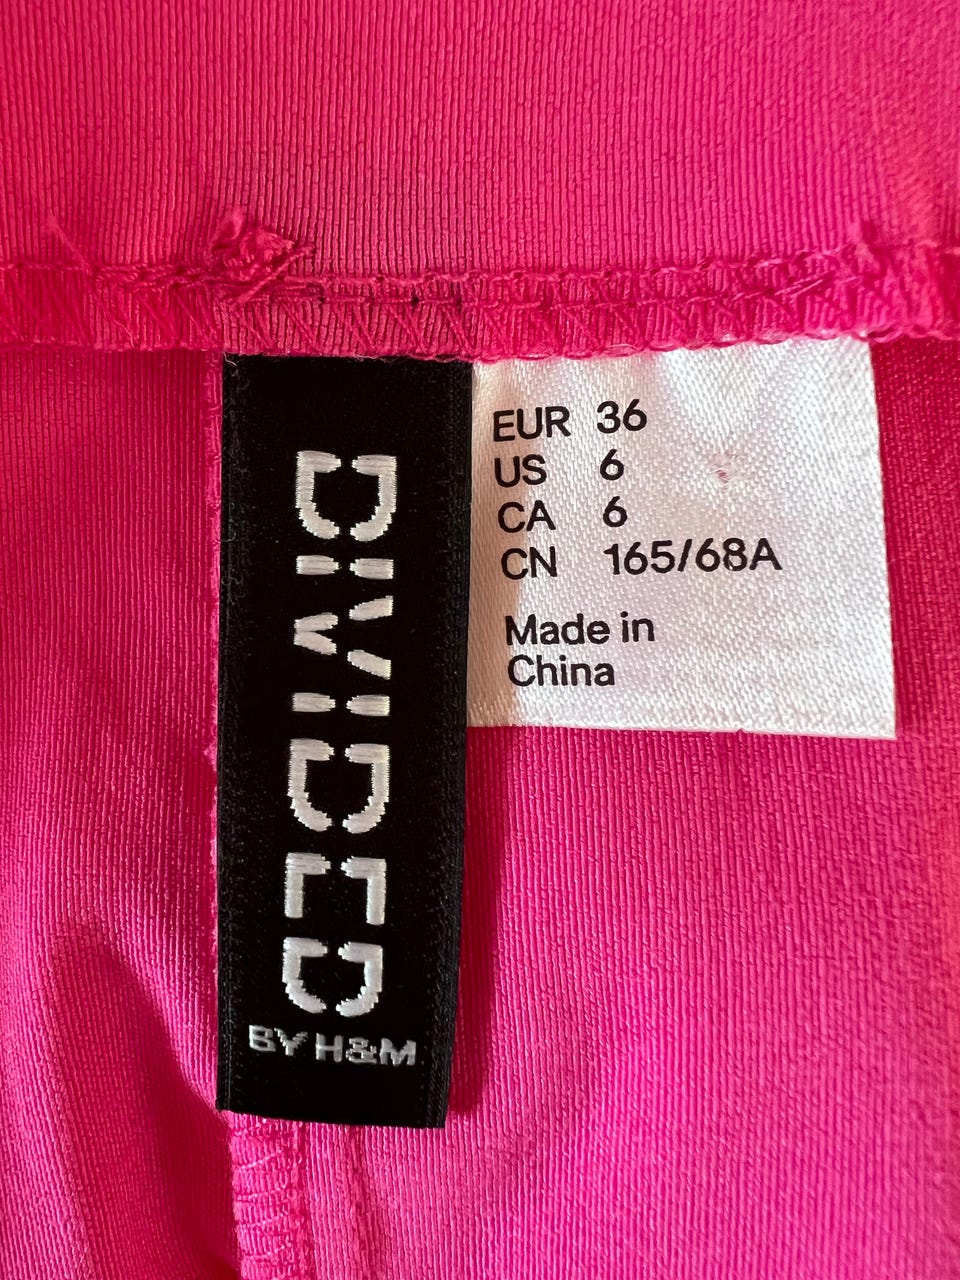 DIVIDED
BY H&M
EUR 36
US 6
CA 6
CN 165/68A
Made in
China